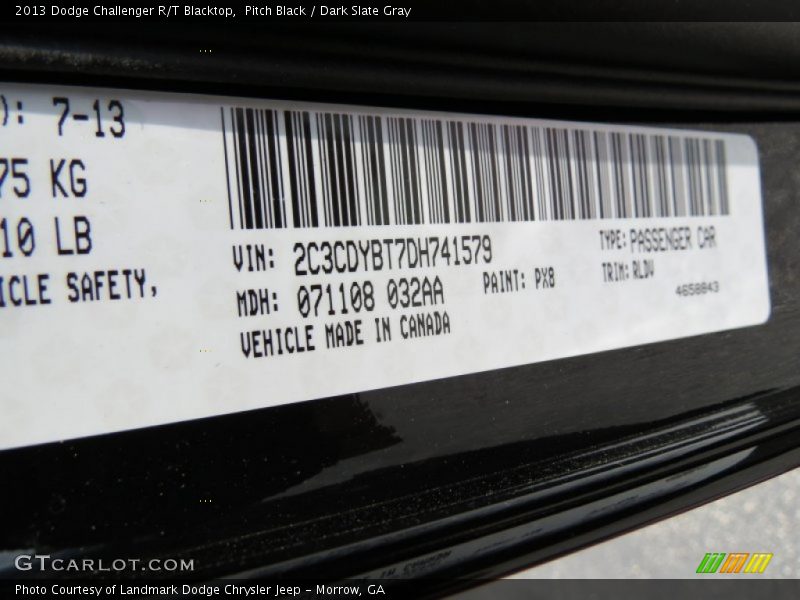 2013 Dodge Challenger R/T Blacktop,  Pitch Black / Dark Slate Gray
): 7-13
75 KG
10 LB
ICLE SAFETY,
VIN: 2C3CDYBT7DH741579
MDH: 071108 032AA
VEHICLE MADE IN CANADA
PAINT: PX8
TYPE: PASSENGER CAR
TRIM: RLDV
4658843
GTCARLOT.COM
Photo Courtesy of Landmark Dodge Chrysler Jeep - Morrow, GA